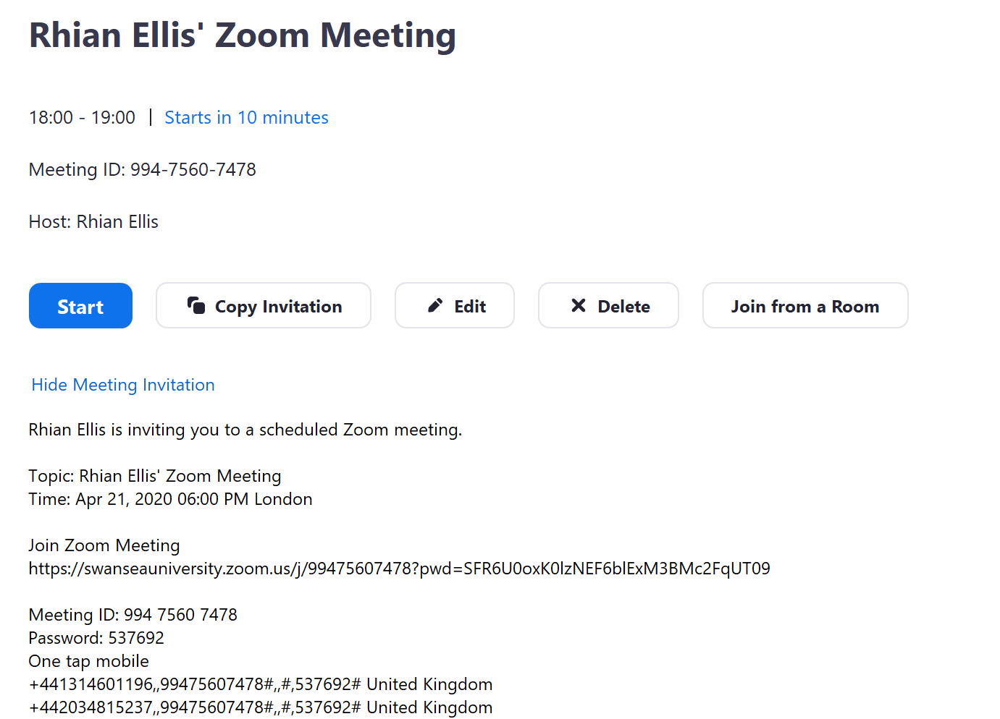 Rhian Ellis' Zoom Meeting
18:00 - 19:00 | Starts in 10 minutes
Meeting ID: 994-7560-7478
Host: Rhian Ellis
Start
Copy Invitation
Edit
Delete
Join from a Room
Hide Meeting Invitation
Rhian Ellis is inviting you to a scheduled Zoom meeting.
Topic: Rhian Ellis' Zoom Meeting
Time: Apr 21, 2020 06:00 PM London
Join Zoom Meeting
https://swanseauniversity.zoom.us/j/99475607478?pwd=SFR6U0oxK0lzNEF6blExM3BMc2FqUT09
Meeting ID: 994 7560 7478
Password: 537692
One tap mobile
+441314601196,,99475607478#,,#,537692# United Kingdom
+442034815237,,99475607478#,,#,537692# United Kingdom